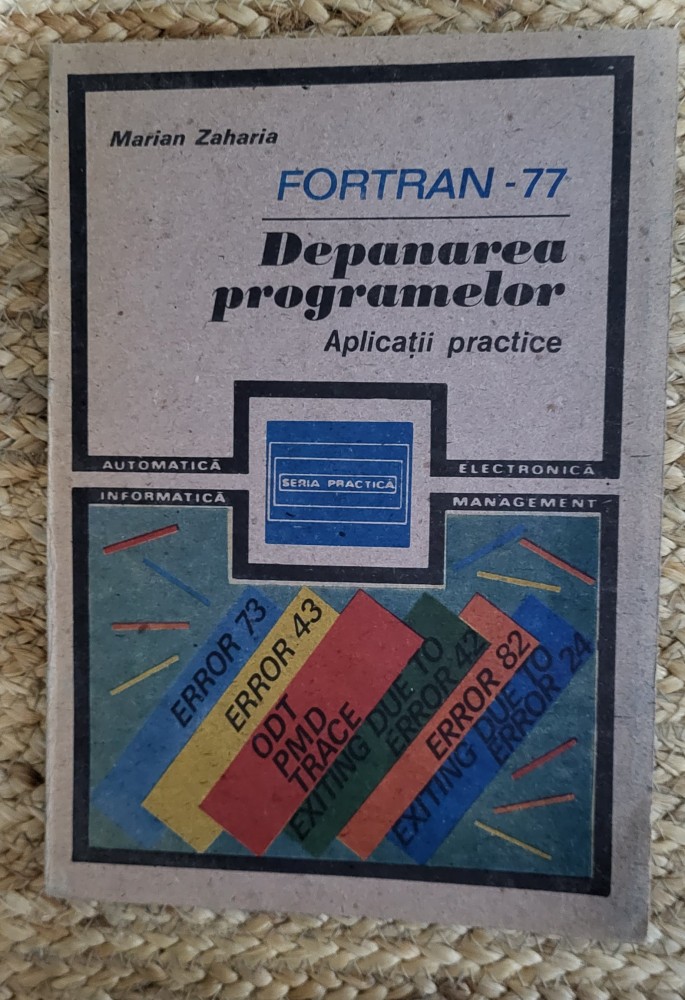 Marian Zaharia
FORTRAN - 77
Depanarea
programelor
Aplicații practice
AUTOMATICĂ
ELECTRONICĂ
SERIA PRACTICĂ
INFORMATICĂ
MANAGEMENT
ERROR 73
ERROR 43
ODT
PMD
TRACE
EXITING DUE TO
ERROR 42
ERROR 82
EXITING DUE TO
ERROR 24